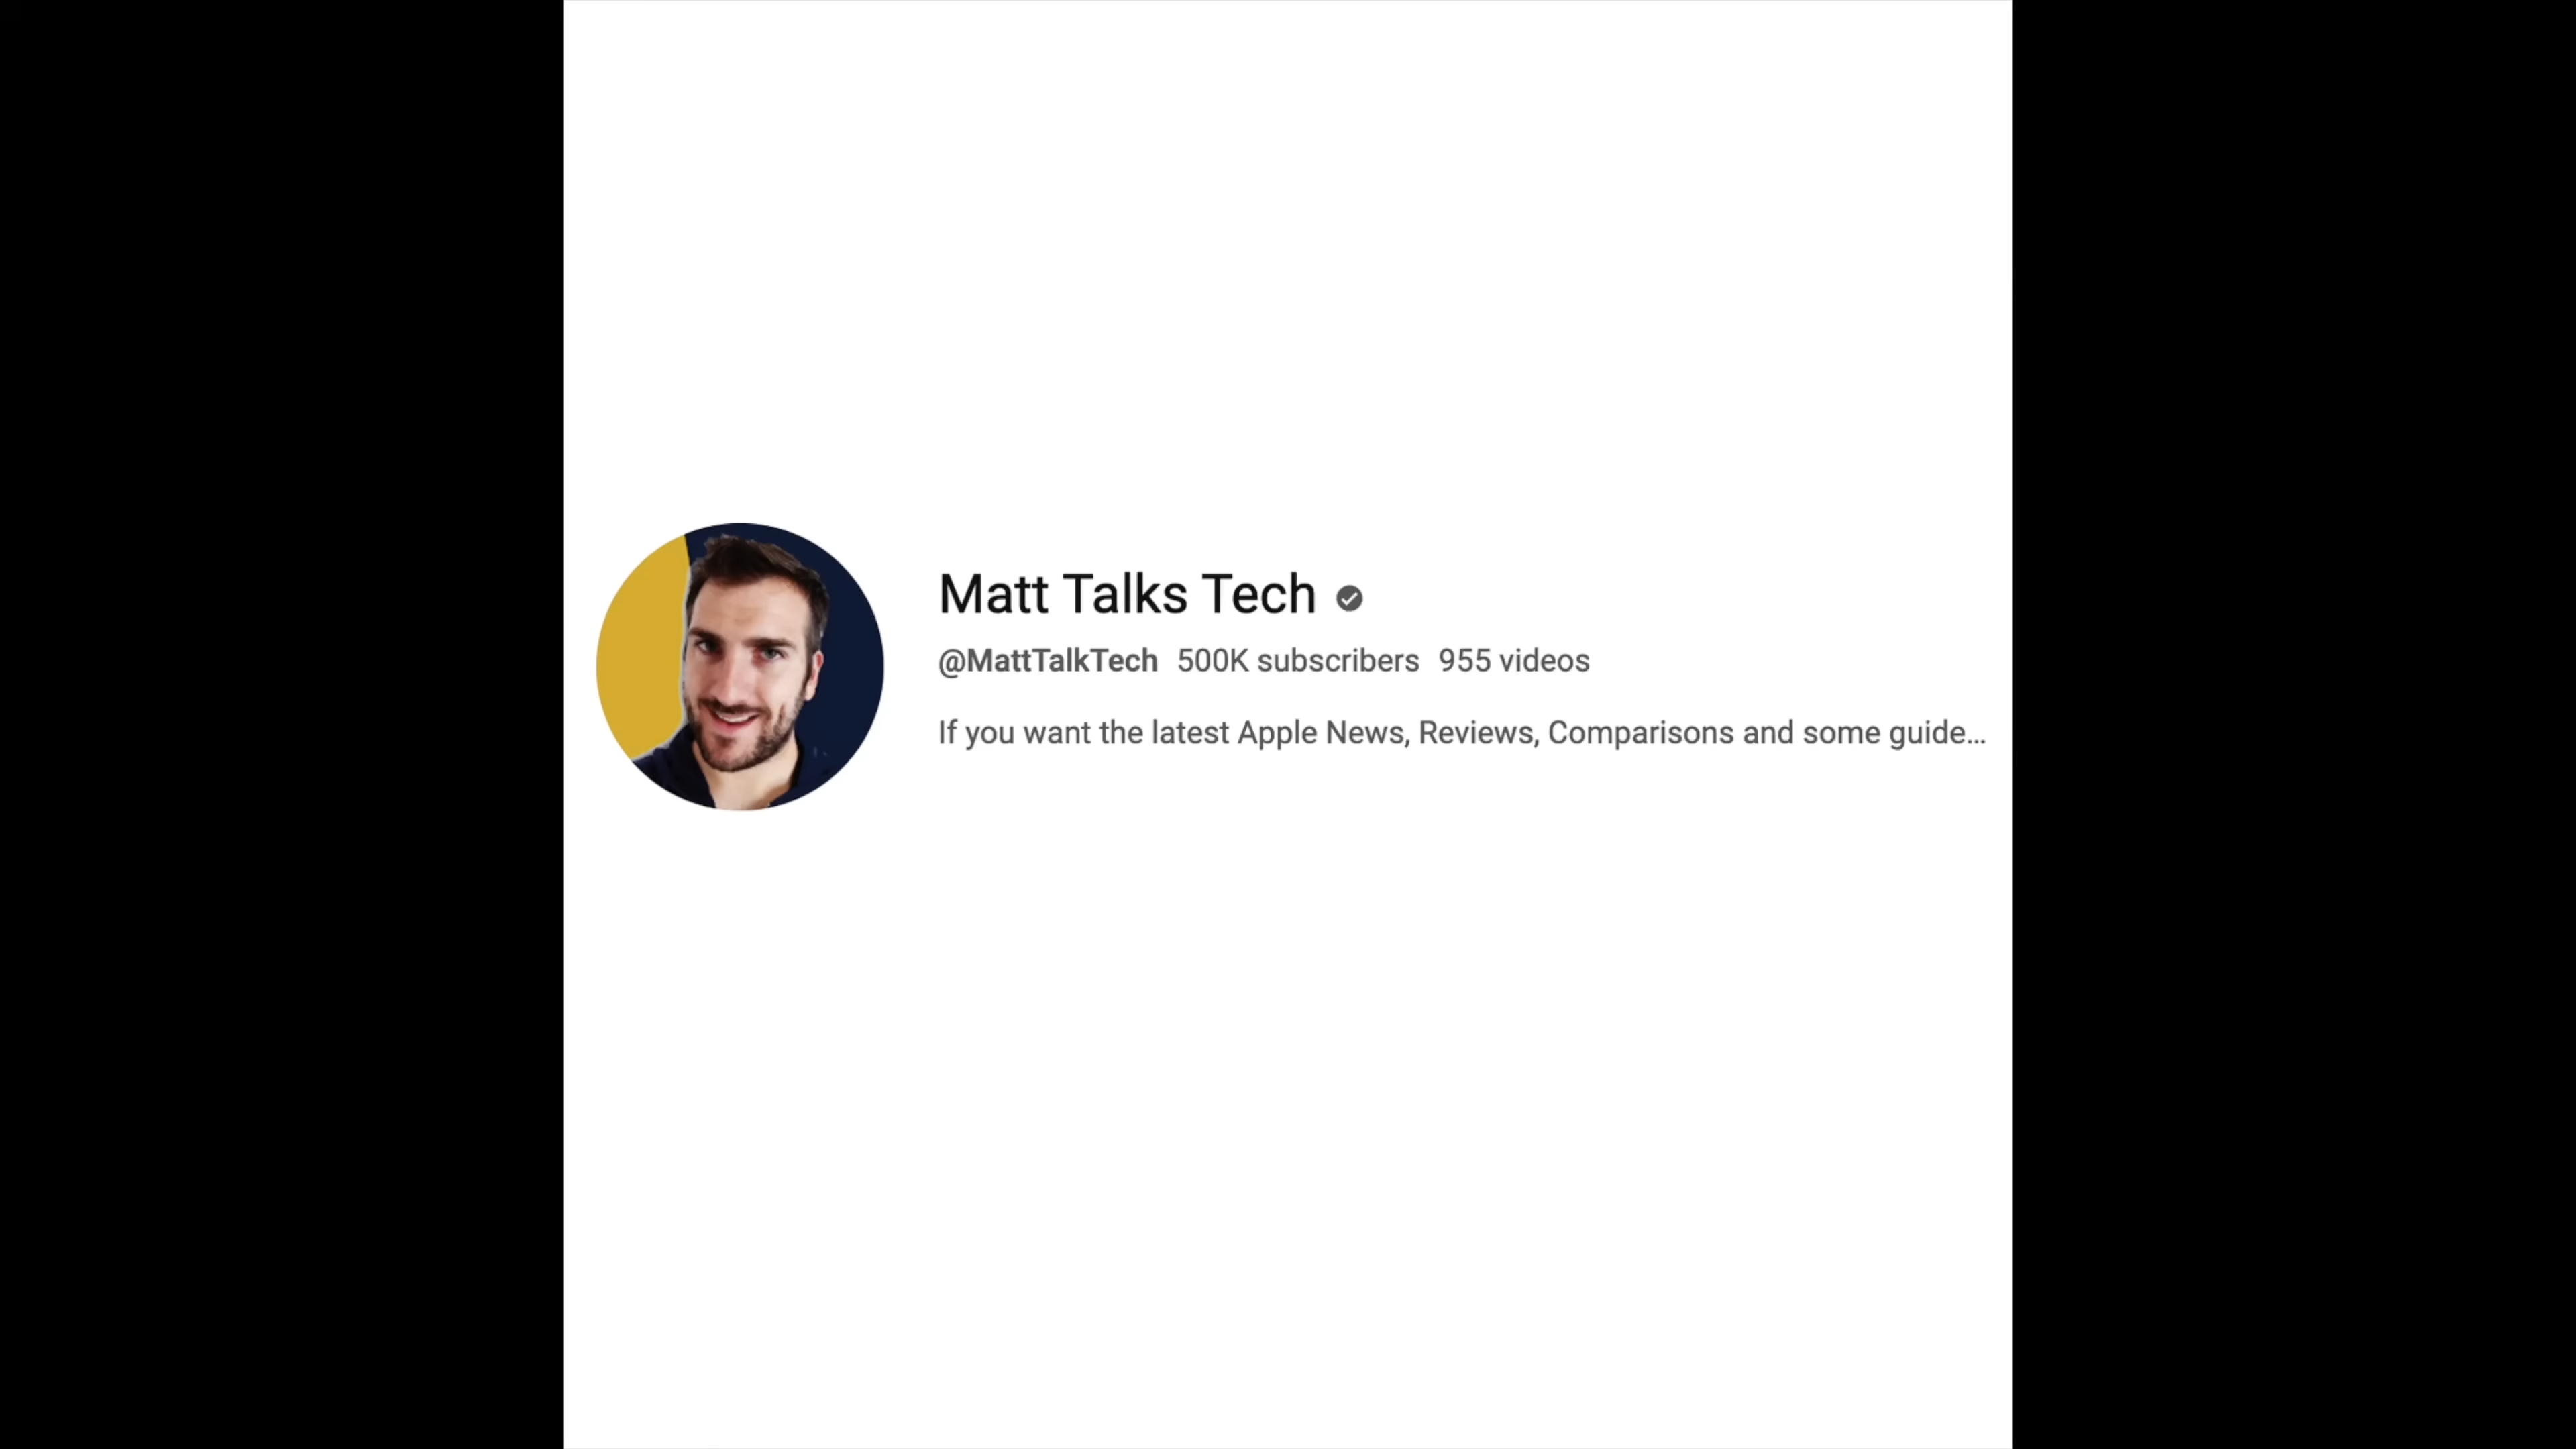 Matt Talks Tech
@MattTalkTech 500K subscribers 955 videos
If you want the latest Apple News, Reviews, Comparisons and some guide...